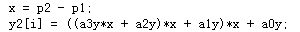 x = p2 - p1;
y2[i] = ((a3y*x + a2y)*x + a1y)*x + a0y;